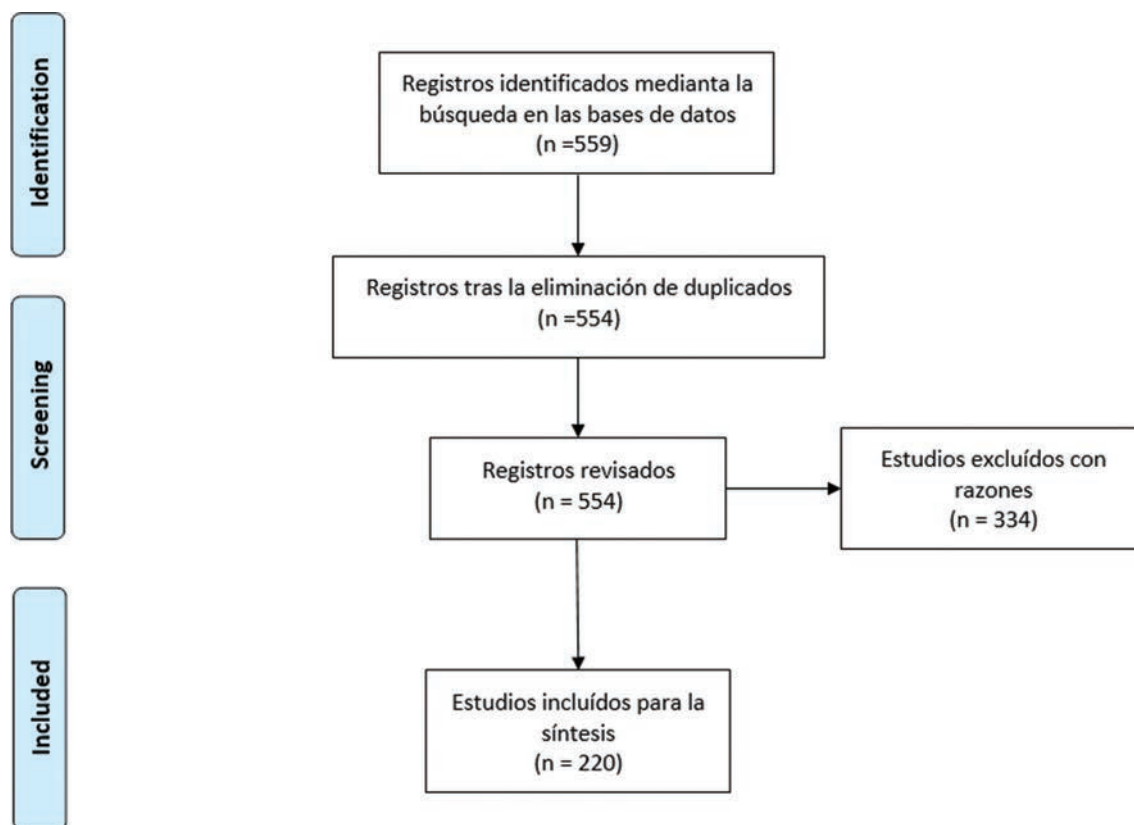 Identification
Registros identificados medianta la
búsqueda en las bases de datos
(n =559)
Registros tras la eliminación de duplicados
(n =554)
Screening
Registros revisados
(n = 554)
Estudios excluídos con
razones
(n = 334)
Included
Estudios incluídos para la
síntesis
(n = 220)